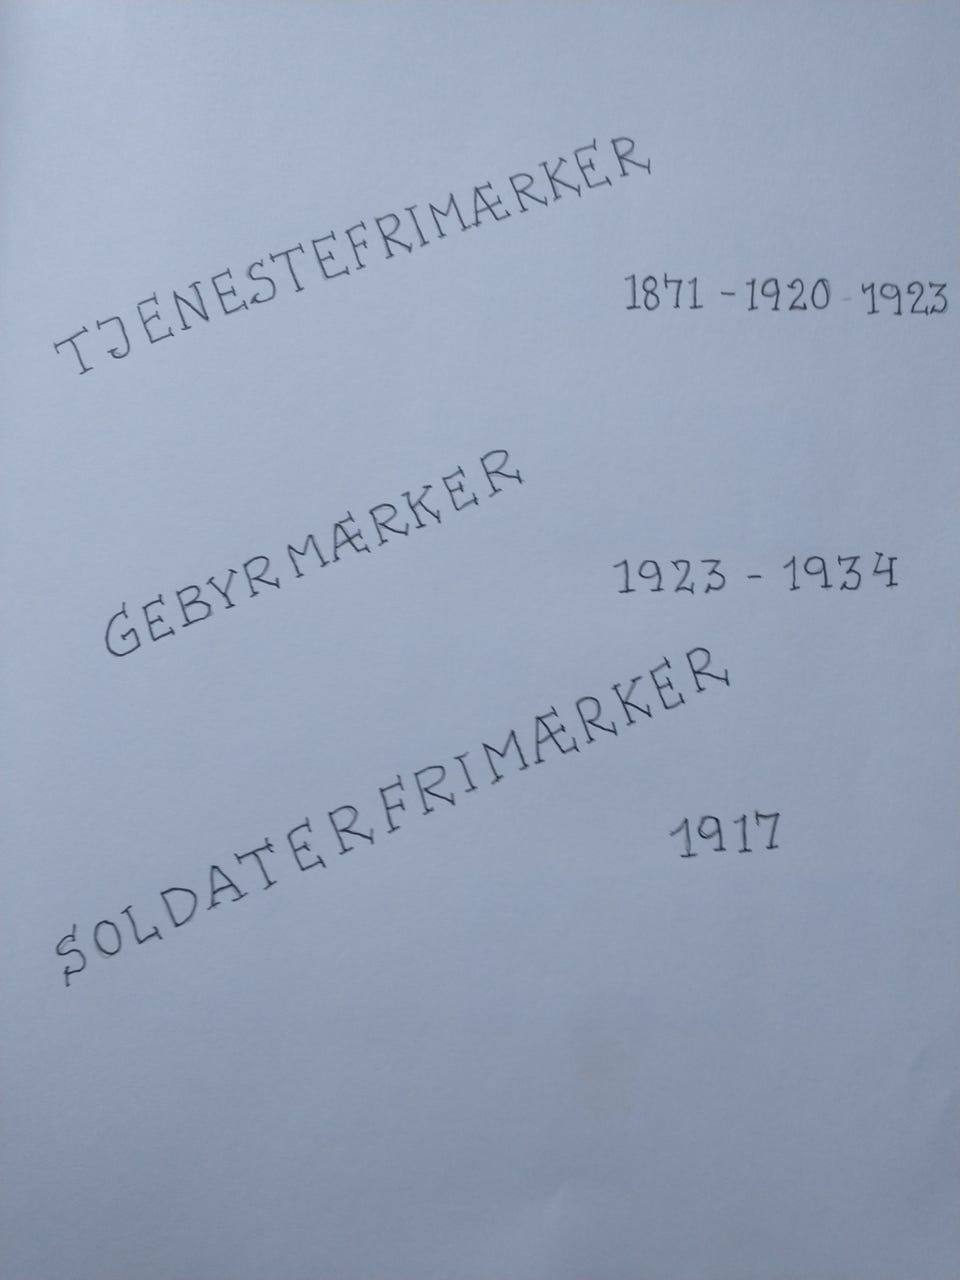 TJENESTEFRIMÆRKER
1871 - 1920 - 1923
GEBYRMÆRKER
1923 - 1934
SOLDATERFRIMÆRKER
1917